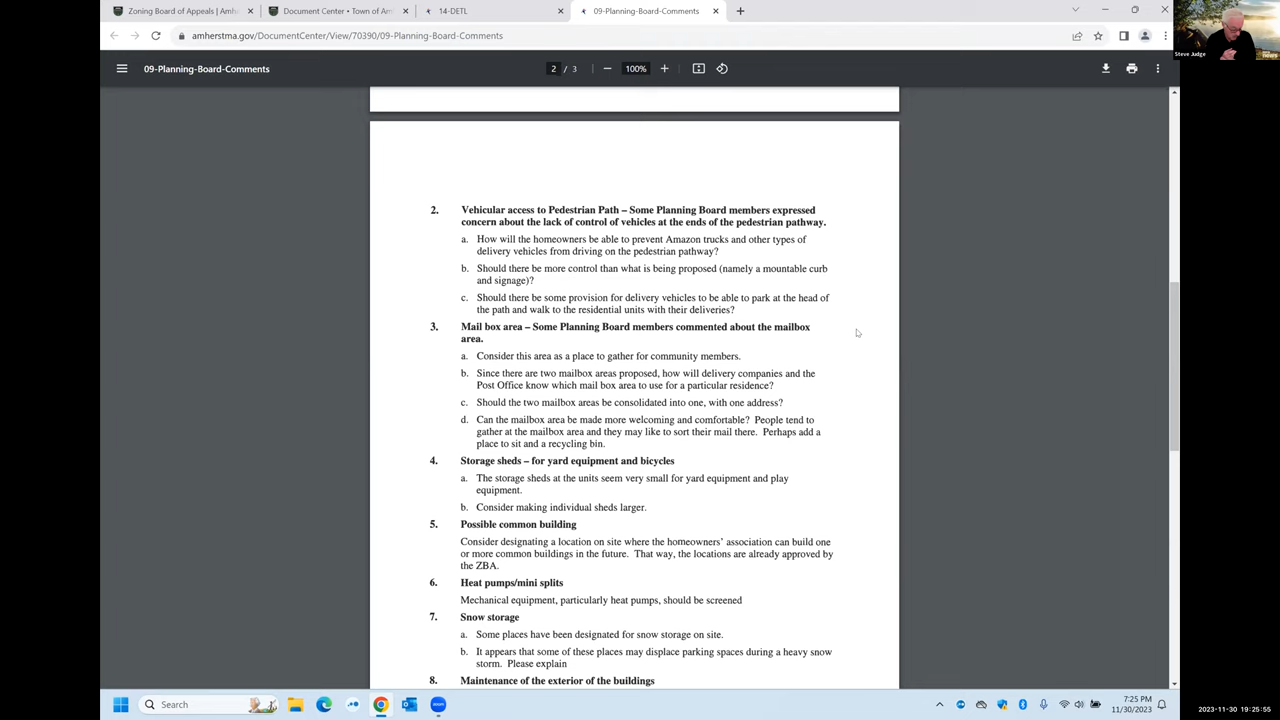 Zoning Board of Appeals | Amh
Document Center • Town of Am
14-DETL
09-Planning-Board-Comments
amherstma.gov/DocumentCenter/View/70390/09-Planning-Board-Comments
Steve Judge
09-Planning-Board-Comments
2 / 3
100%
2. Vehicular access to Pedestrian Path – Some Planning Board members expressed
concern about the lack of control of vehicles at the ends of the pedestrian pathway.
a. How will the homeowners be able to prevent Amazon trucks and other types of
delivery vehicles from driving on the pedestrian pathway?
b. Should there be more control than what is being proposed (namely a mountable curb
and signage)?
c. Should there be some provision for delivery vehicles to be able to park at the head of
the path and walk to the residential units with their deliveries?
3. Mail box area – Some Planning Board members commented about the mailbox
area.
a. Consider this area as a place to gather for community members.
b. Since there are two mailbox areas proposed, how will delivery companies and the
Post Office know which mail box area to use for a particular residence?
c. Should the two mailbox areas be consolidated into one, with one address?
d. Can the mailbox area be made more welcoming and comfortable? People tend to
gather at the mailbox area and they may like to sort their mail there. Perhaps add a
place to sit and a recycling bin.
4. Storage sheds – for yard equipment and bicycles
a. The storage sheds at the units seem very small for yard equipment and play
equipment.
b. Consider making individual sheds larger.
5. Possible common building
Consider designating a location on site where the homeowners' association can build one
or more common buildings in the future. That way, the locations are already approved by
the ZBA.
6. Heat pumps/mini splits
Mechanical equipment, particularly heat pumps, should be screened
7. Snow storage
a. Some places have been designated for snow storage on site.
b. It appears that some of these places may displace parking spaces during a heavy snow
storm. Please explain
8. Maintenance of the exterior of the buildings
Search
7:25 PM
11/30/2023
2023-11-30 19:25:55